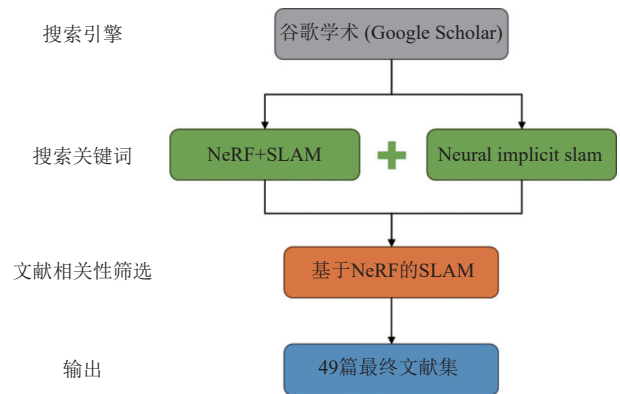 搜索引擎
谷歌学术 (Google Scholar)
搜索关键词
NeRF+SLAM
Neural implicit slam
文献相关性筛选
基于NeRF的SLAM
输出
49篇最终文献集